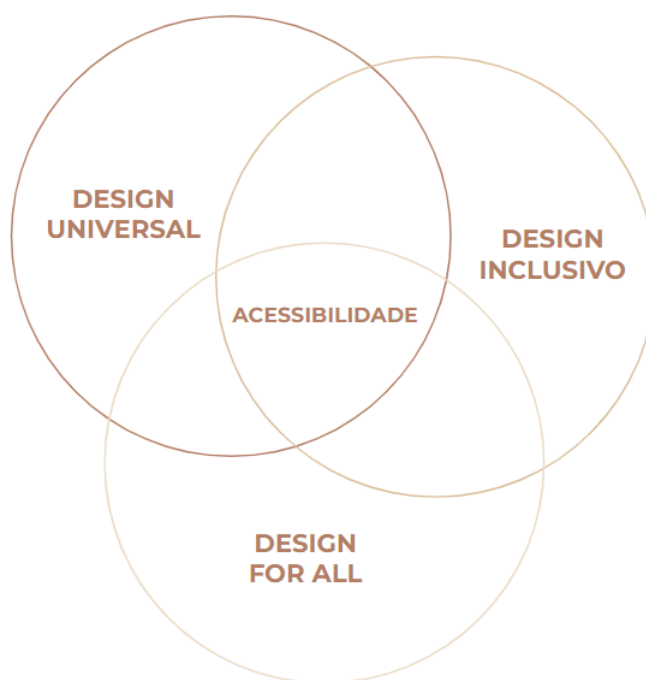 DESIGN
UNIVERSAL
DESIGN
INCLUSIVO
ACESSIBILIDADE
DESIGN
FOR ALL